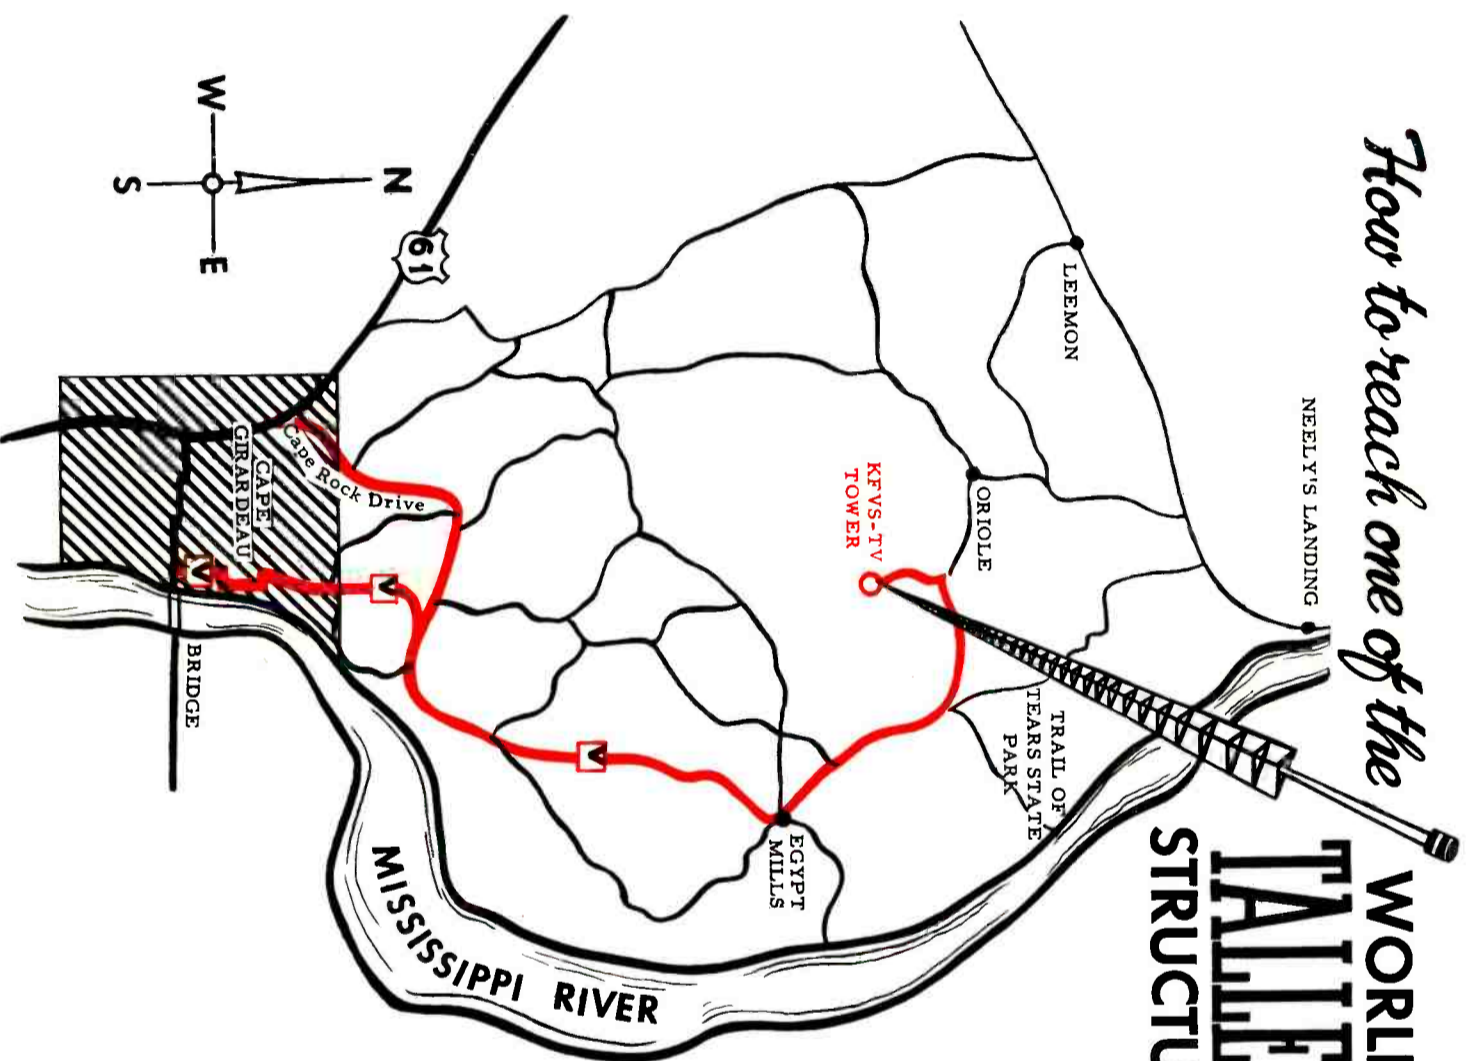 How to reach one of the
WORL
TALLE
STRUCTU
NEELY'S LANDING
LEEMON
ORIOLE
KFVS-TV
TOWER
TRAIL OF
TEARS STATE
PARK
EGYPT
MILLS
61
V
V
V
Cape Rock Drive
CAPE
GIRARDEAU
BRIDGE
MISSISSIPPI RIVER
N
W
E
S